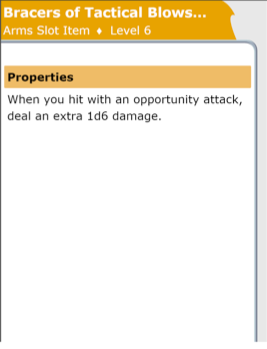 Bracers of Tactical Blows...
Arms Slot Item ♦ Level 6
Properties
When you hit with an opportunity attack,
deal an extra 1d6 damage.